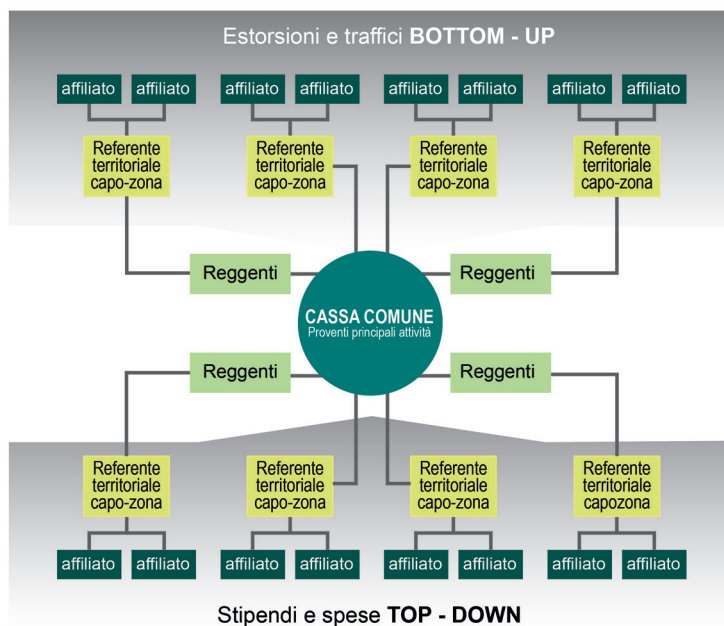 Estorsioni e traffici BOTTOM - UP
affiliato affiliato affiliato affiliato affiliato affiliato affiliato affiliato
Referente
territoriale
capo-zona
Referente
territoriale
capo-zona
Referente
territoriale
capo-zona
Referente
territoriale
capo-zona
Reggenti
Reggenti
CASSA COMUNE
Proventi principali attività
Reggenti
Reggenti
Referente
territoriale
capo-zona
Referente
territoriale
capo-zona
Referente
territoriale
capo-zona
Referente
territoriale
capozona
affiliato affiliato affiliato affiliato affiliato affiliato affiliato affiliato
Stipendi e spese TOP - DOWN